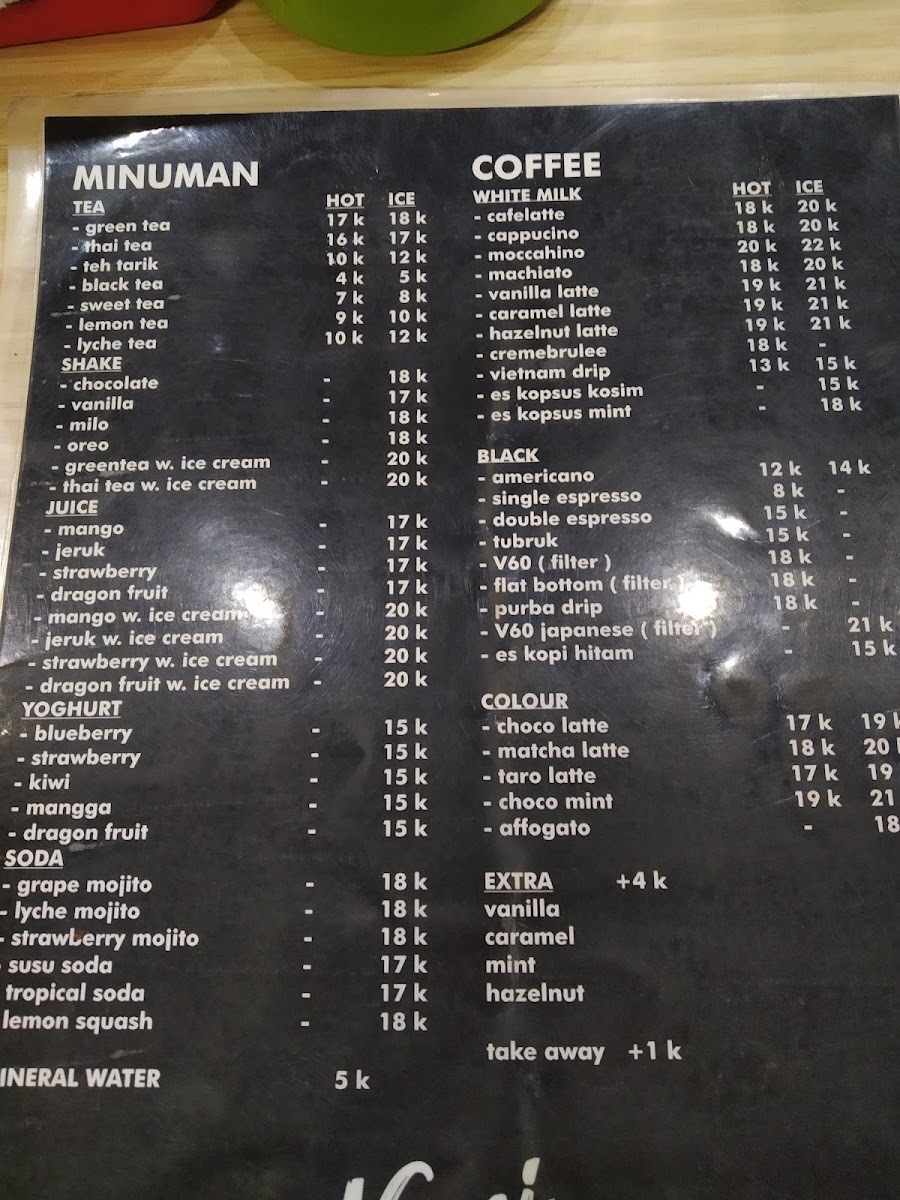 MINUMAN
TEA HOT ICE
- green tea 17 k 18 k
- thai tea 16 k 17 k
- teh tarik 10 k 12 k
- black tea 4 k 5 k
- sweet tea 7 k 8 k
- lemon tea 9 k 10 k
- lyche tea 10 k 12 k
SHAKE
- chocolate - 18 k
- vanilla - 17 k
- milo - 18 k
- oreo - 18 k
- greentea w. ice cream - 20 k
- thai tea w. ice cream - 20 k
JUICE
- mango - 17 k
- jeruk - 17 k
- strawberry - 17 k
- dragon fruit - 17 k
- mango w. ice cream - 20 k
- jeruk w. ice cream - 20 k
- strawberry w. ice cream - 20 k
- dragon fruit w. ice cream - 20 k
YOGHURT
- blueberry - 15 k
- strawberry - 15 k
- kiwi - 15 k
- mangga - 15 k
- dragon fruit - 15 k
SODA
- grape mojito - 18 k
- lyche mojito - 18 k
- strawberry mojito - 18 k
susu soda - 17 k
tropical soda - 17 k
lemon squash - 18 k
INERAL WATER 5 k
COFFEE
WHITE MILK HOT ICE
- cafelatte 18 k 20 k
- cappucino 18 k 20 k
- moccahino 20 k 22 k
- machiato 18 k 20 k
- vanilla latte 19 k 21 k
- caramel latte 19 k 21 k
- hazelnut latte 19 k 21 k
- cremebrulee 18 k -
- vietnam drip 13 k 15 k
- es kopsus kosim - 15 k
- es kopsus mint - 18 k
BLACK
- americano 12 k 14 k
- single espresso 8 k -
- double espresso 15 k -
- tubruk 15 k -
- V60 ( filter ) 18 k -
- flat bottom ( filter ) 18 k -
- purba drip 18 k -
- V60 japanese ( filter ) - 21 k
- es kopi hitam - 15 k
COLOUR
- choco latte 17 k 19 k
- matcha latte 18 k 20
- taro latte 17 k 19
- choco mint 19 k 21
- affogato - 18
EXTRA +4 k
vanilla
caramel
mint
hazelnut
take away +1 k